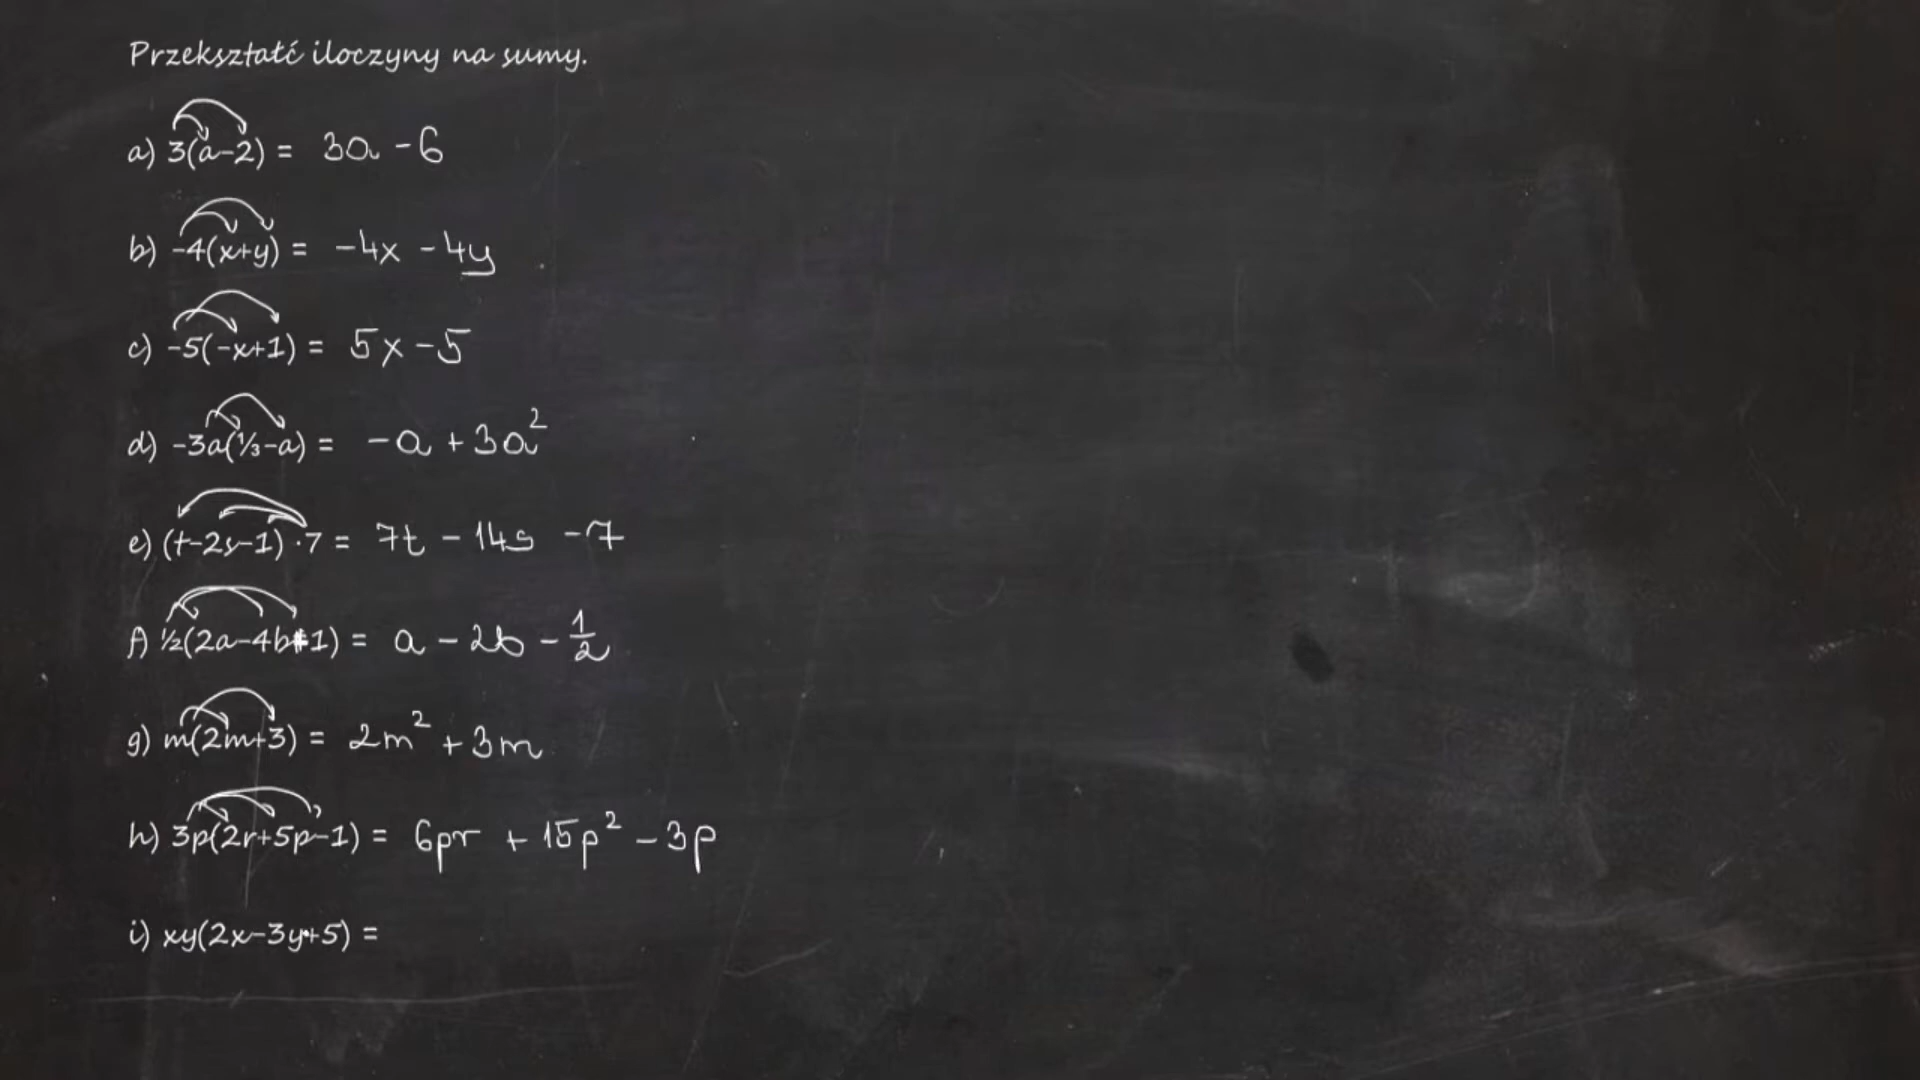 Przekształć iloczyny na sumy.
a) 3(a-2) = 3a - 6
b) -4(x+y) = -4x - 4y
c) -5(-x+1) = 5x - 5
d) -3a(⅓-a) = -a + 3a²
e) (t-2s-1)·7 = 7t - 14s - 7
f) ½(2a-4b 1) = a - 2b - 1/2
g) m(2m+3) = 2m² + 3m
h) 3p(2r+5p-1) = 6pr + 15p² - 3p
i) xy(2x-3y+5) =